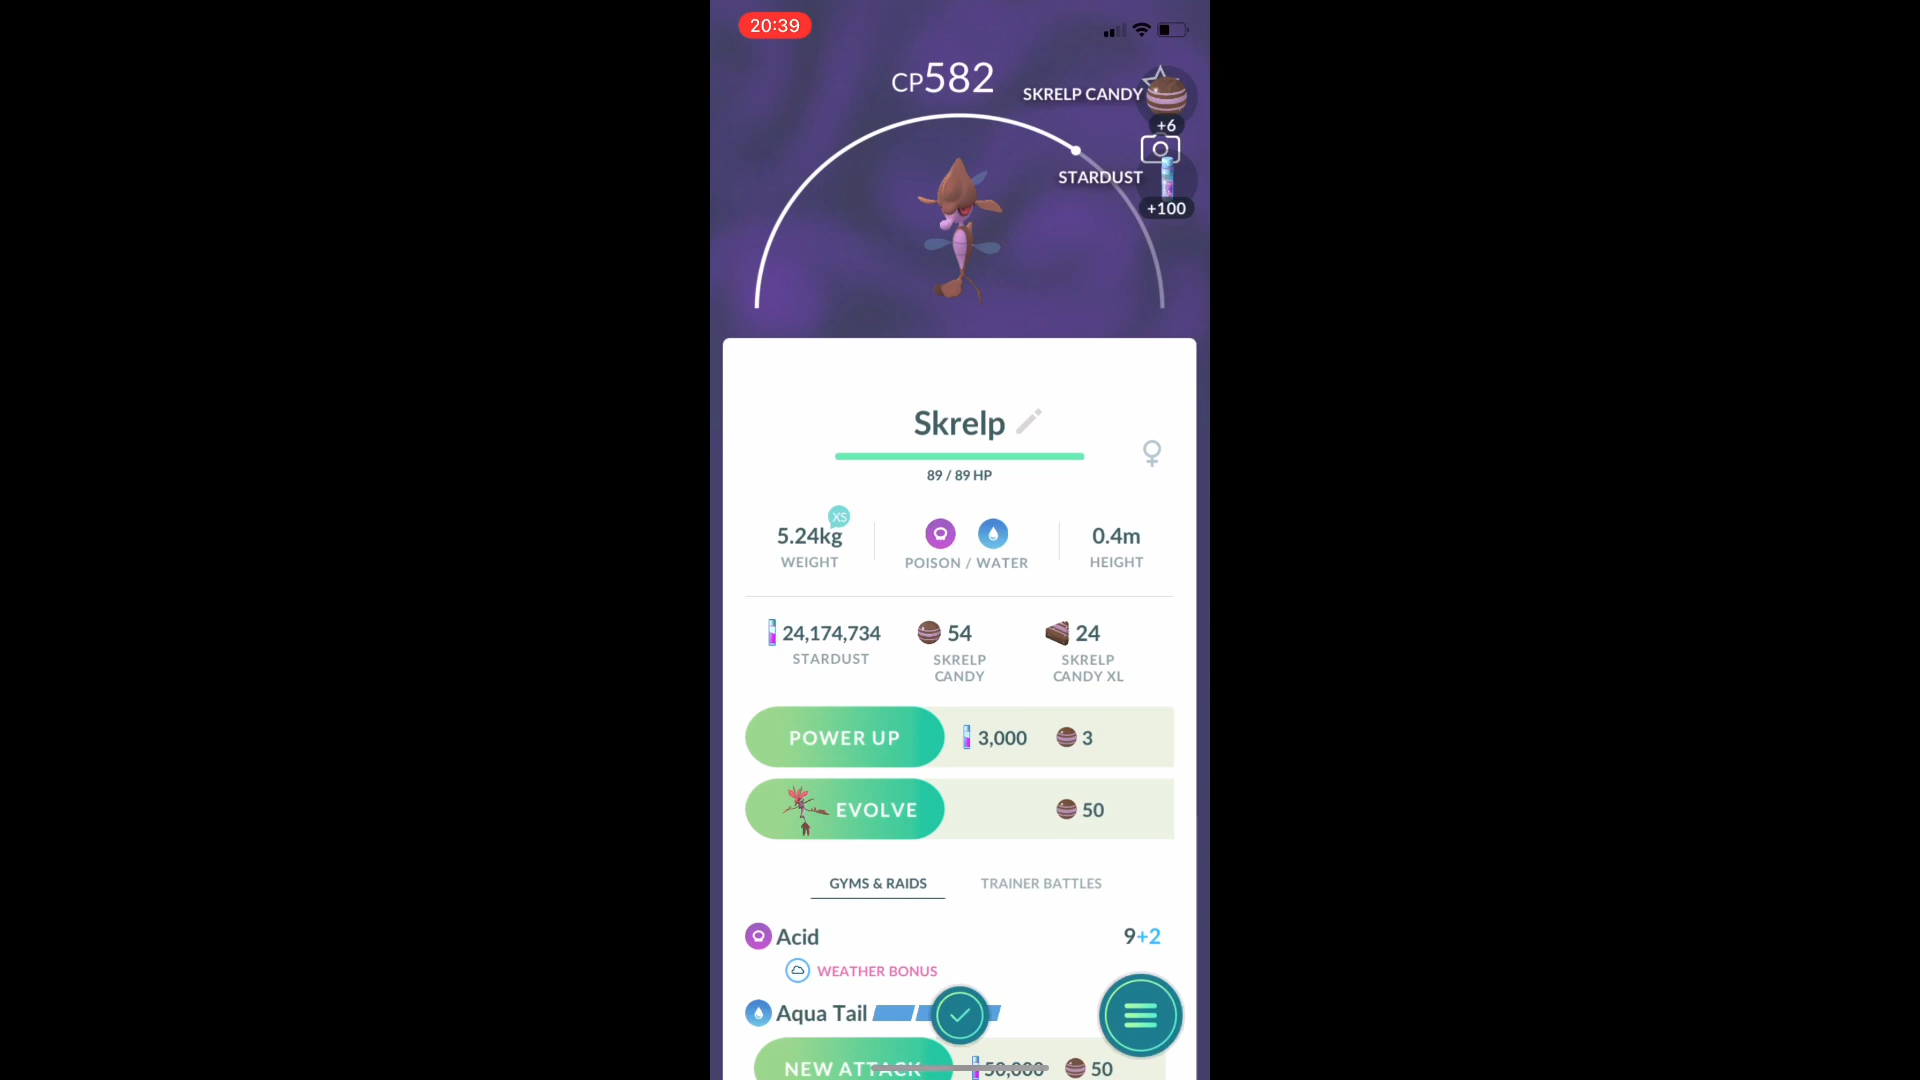 20:39
CP582
SKRELP CANDY
+6
STARDUST
+100
Skrelp
89 / 89 HP
XS
5.24kg
WEIGHT
POISON / WATER
0.4m
HEIGHT
24,174,734
STARDUST
54
SKRELP
CANDY
24
SKRELP
CANDY XL
POWER UP
3,000
3
EVOLVE
50
GYMS & RAIDS
TRAINER BATTLES
Acid
9+2
WEATHER BONUS
Aqua Tail
NEW ATTACK
50,000
50